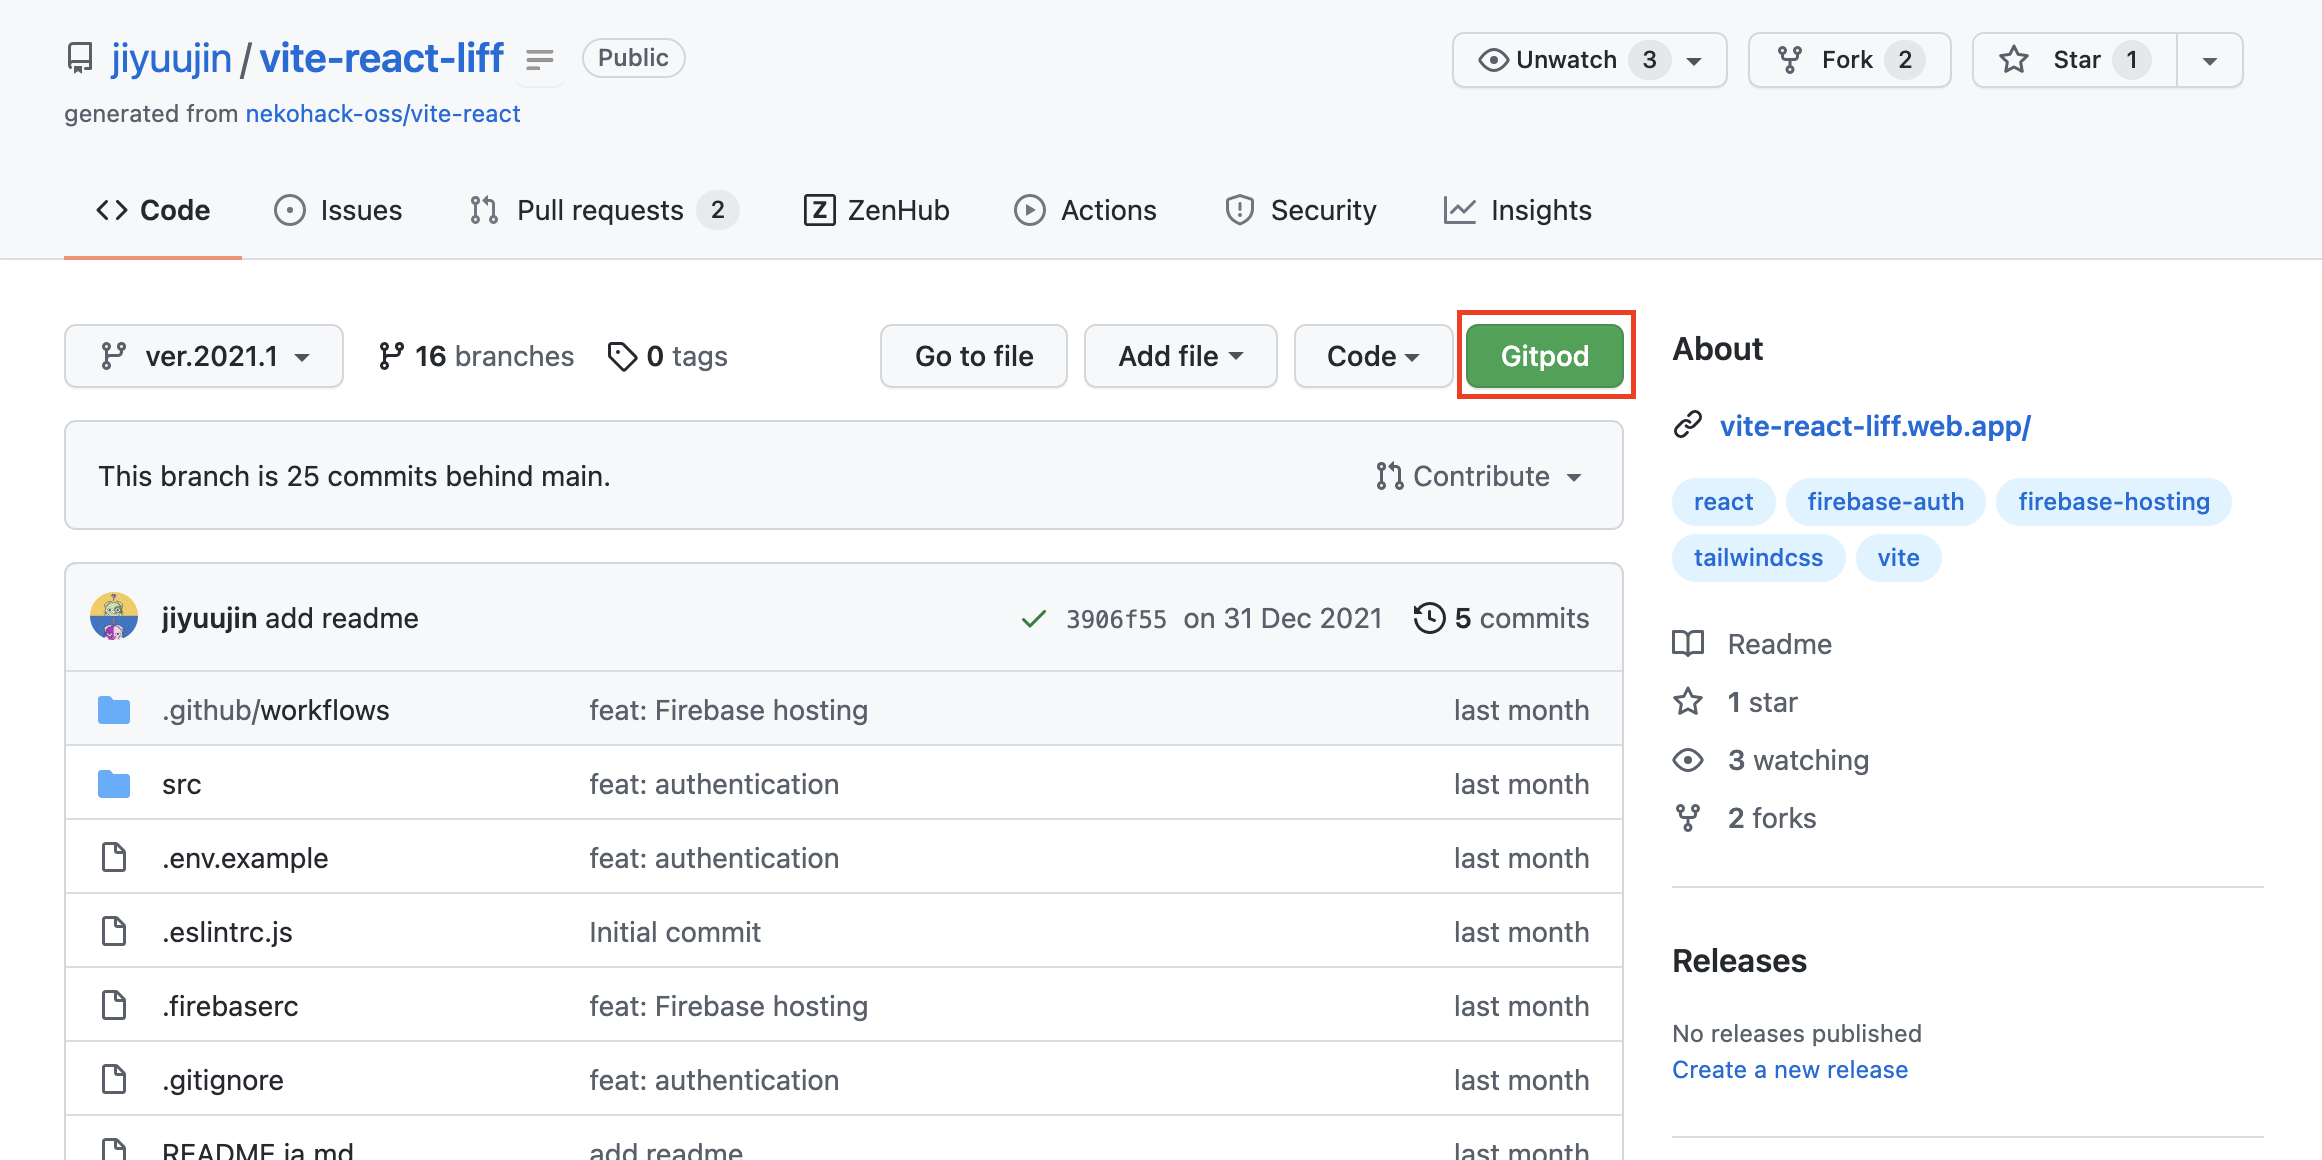 jiyuujin / vite-react-liff Public Unwatch 3 Fork 2 Star 1
generated from nekohack-oss/vite-react
Code Issues Pull requests 2 Z ZenHub Actions Security Insights
ver.2021.1 16 branches 0 tags Go to file Add file Code Gitpod
This branch is 25 commits behind main. Contribute
jiyuujin add readme 3906f55 on 31 Dec 2021 5 commits
.github/workflows feat: Firebase hosting last month
src feat: authentication last month
.env.example feat: authentication last month
.eslintrc.js Initial commit last month
.firebaserc feat: Firebase hosting last month
.gitignore feat: authentication last month
README.ja.md add readme last month
About
vite-react-liff.web.app/
react firebase-auth firebase-hosting
tailwindcss vite
Readme
1 star
3 watching
2 forks
Releases
No releases published
Create a new release